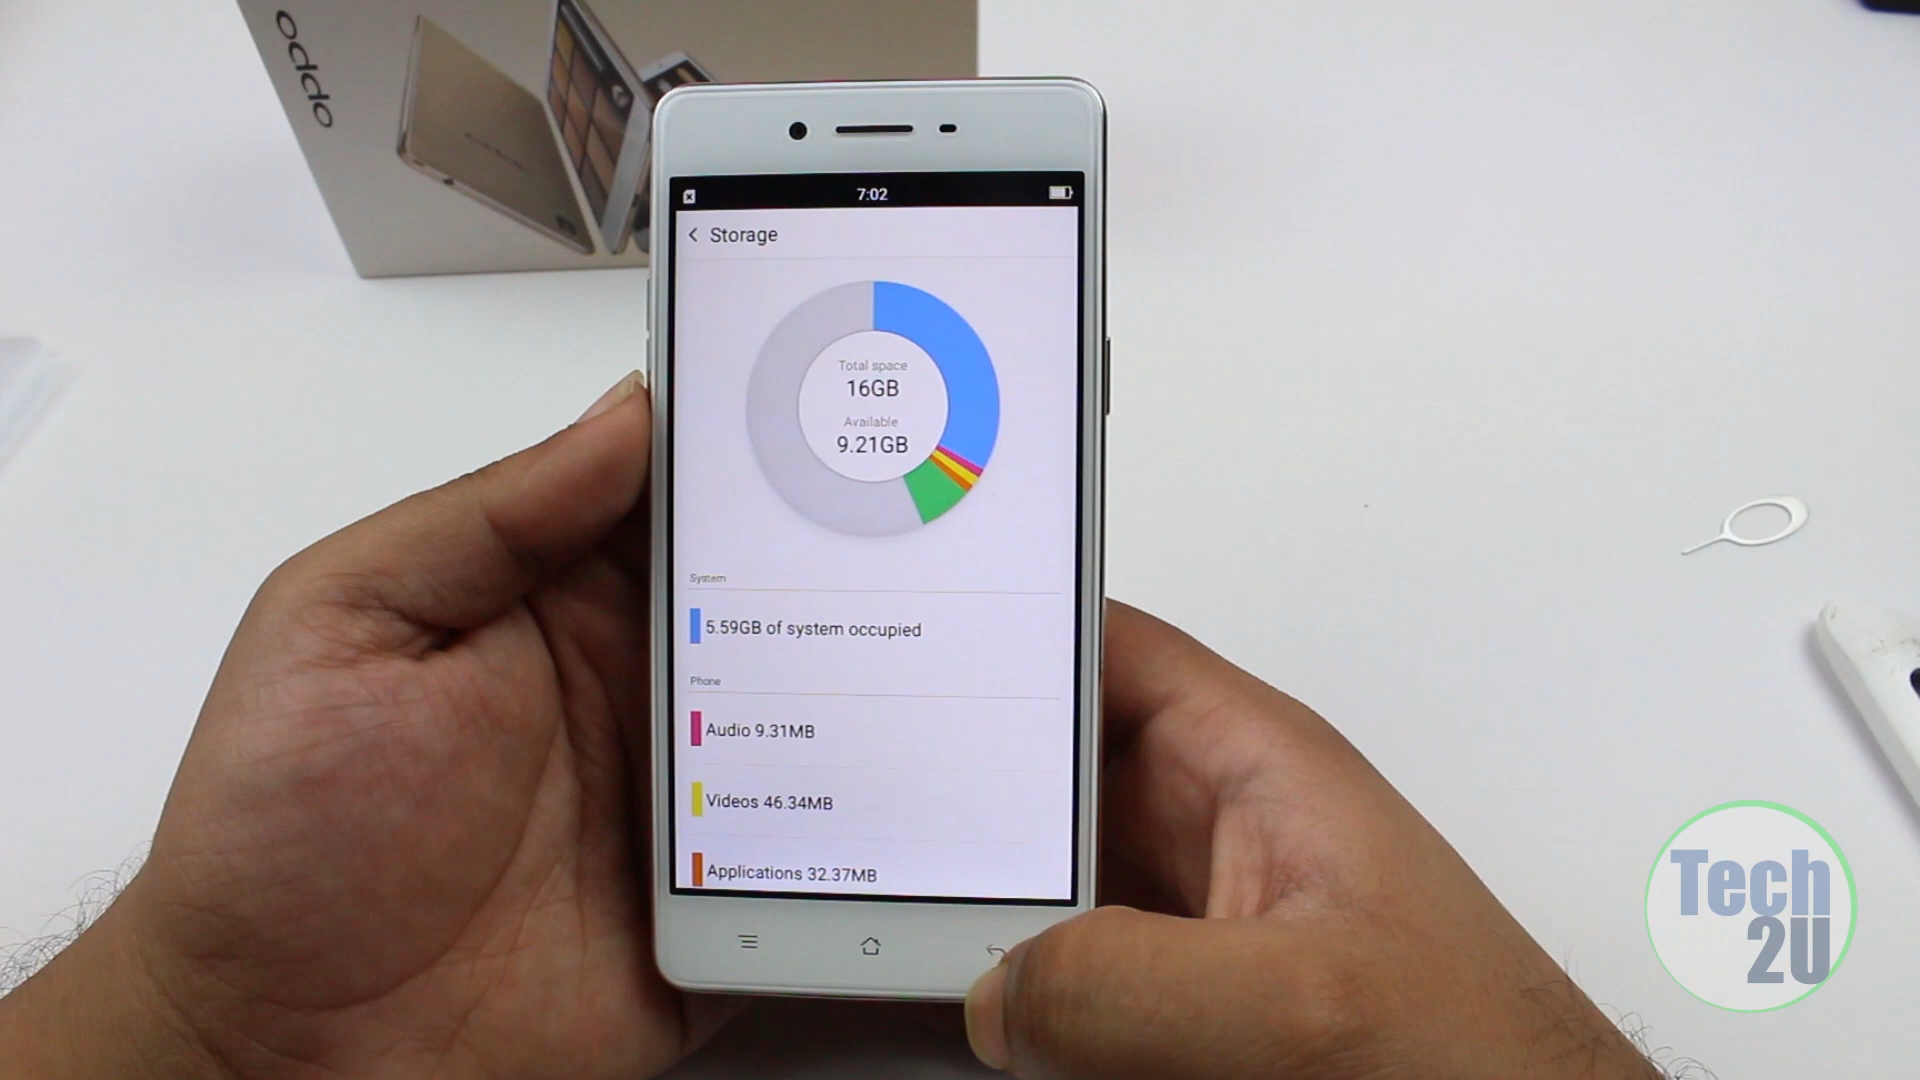 oppo
7:02
Storage
Total space
16GB
Available
9.21GB
System
5.59GB of system occupied
Phone
Audio 9.31MB
Videos 46.34MB
Applications 32.37MB
Tech
2U